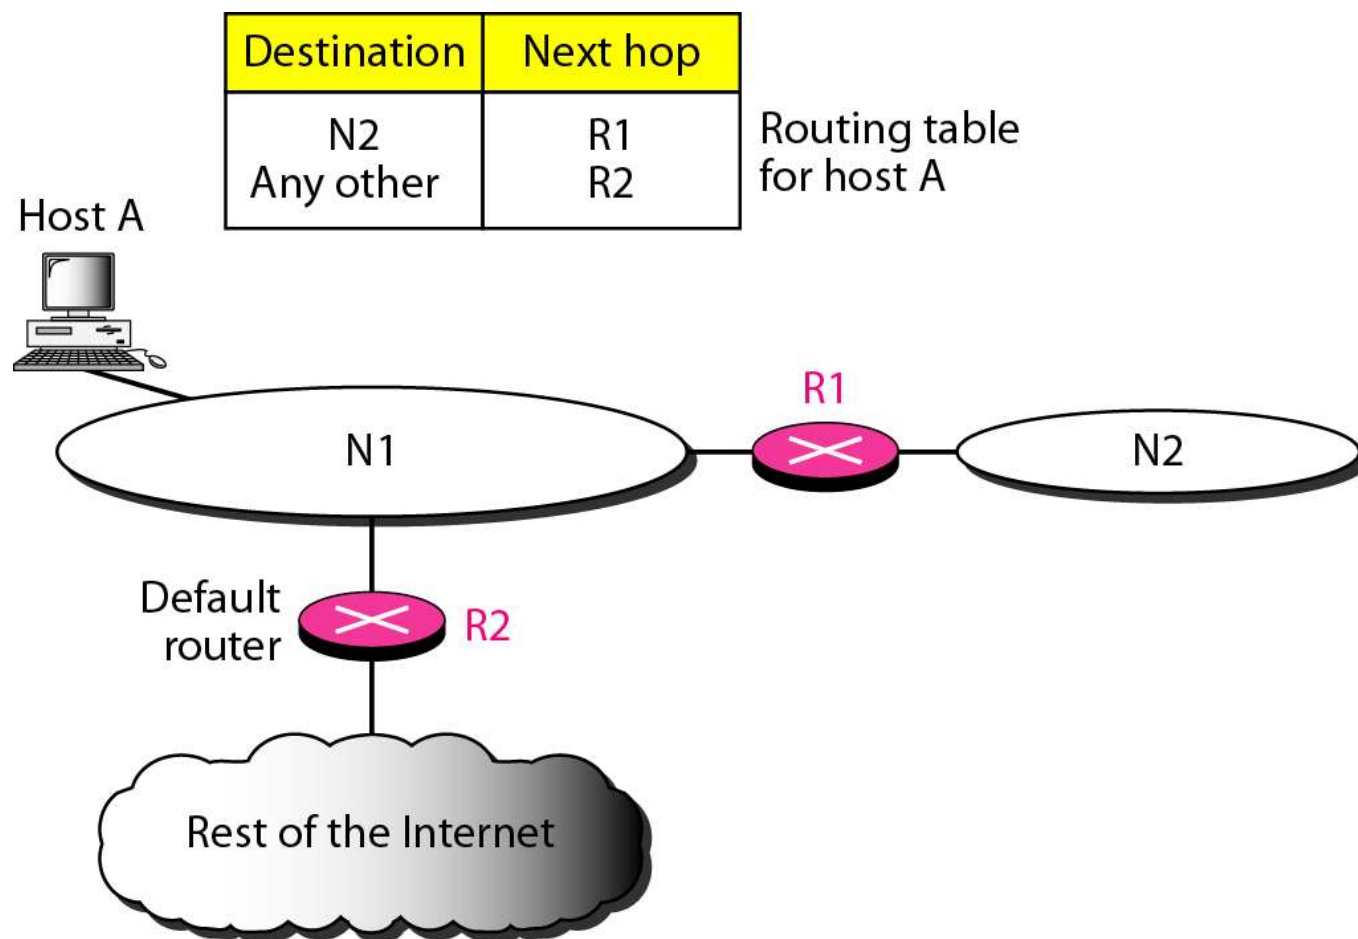 Destination Next hop
N2 R1
Any other R2
Routing table
for host A
Host A
N1
R1
N2
Default
router
R2
Rest of the Internet